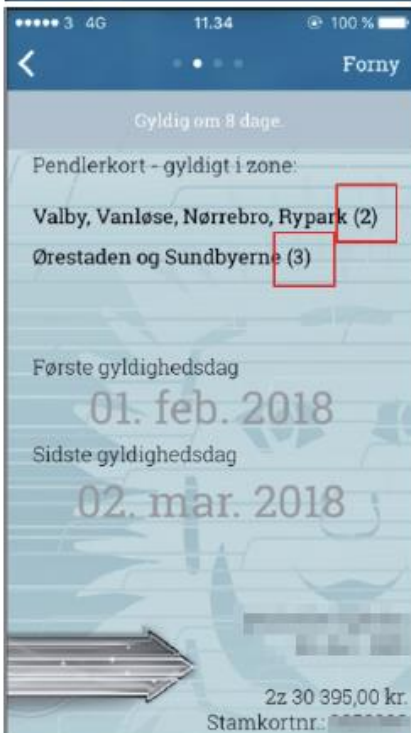 3 4G 11.34 100 %
Forny
Gyldig om 8 dage.
Pendlerkort - gyldigt i zone:
Valby, Vanløse, Nørrebro, Rypark (2)
Ørestaden og Sundbyerne (3)
Første gyldighedsdag
01. feb. 2018
Sidste gyldighedsdag
02. mar. 2018
2z 30 395,00 kr.
Stamkortnr.: